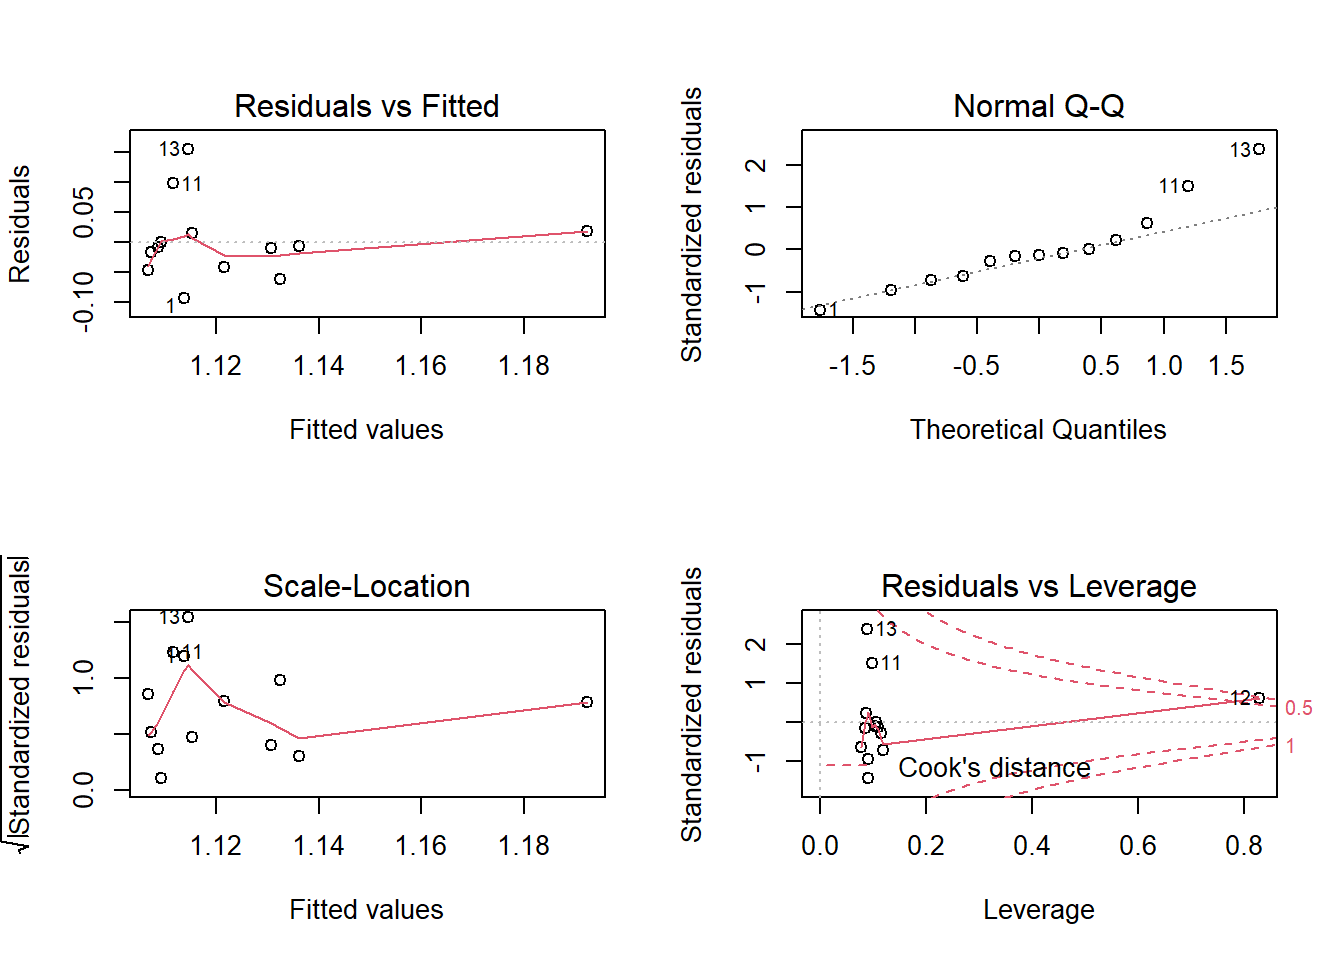 Residuals vs Fitted
Residuals
0.05
-0.10
13
11
1
1.12 1.14 1.16 1.18
Fitted values
Normal Q-Q
Standardized residuals
2
1
0
-1
13
11
1
-1.5 -0.5 0.5 1.0 1.5
Theoretical Quantiles
Scale-Location
√|Standardized residuals|
1.0
0.0
13
11
1
1.12 1.14 1.16 1.18
Fitted values
Residuals vs Leverage
Standardized residuals
2
1
-1
13
11
12
0.5
1
Cook's distance
0.0 0.2 0.4 0.6 0.8
Leverage